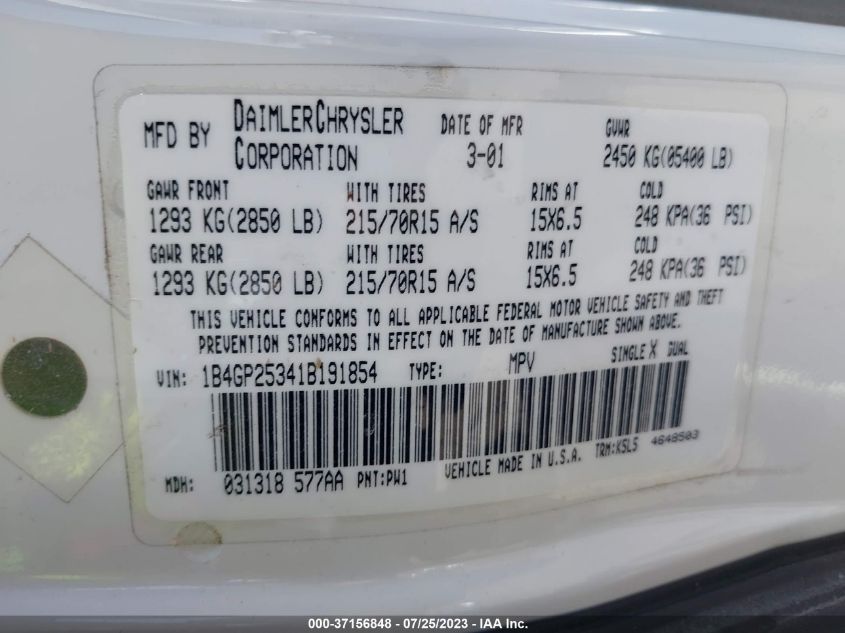 MFD BY DAIMLERCHRYSLER CORPORATION DATE OF MFR 3-01 GVWR 2450 KG(05400 LB)
GAWR FRONT WITH TIRES RIMS AT COLD
1293 KG(2850 LB) 215/70R15 A/S 15X6.5 248 KPA(36 PSI)
GAWR REAR WITH TIRES RIMS AT COLD
1293 KG(2850 LB) 215/70R15 A/S 15X6.5 248 KPA(36 PSI)
THIS VEHICLE CONFORMS TO ALL APPLICABLE FEDERAL MOTOR VEHICLE SAFETY AND THEFT
PREVENTION STANDARDS IN EFFECT ON THE DATE OF MANUFACTURE SHOWN ABOVE.
VIN: 1B4GP25341B191854 TYPE: MPV SINGLE X DUAL
MDH: 031318 577AA PNT:PW1 VEHICLE MADE IN U.S.A. TRM:K5L5 4648503
000-37156848 - 07/25/2023 - IAAI, Inc.